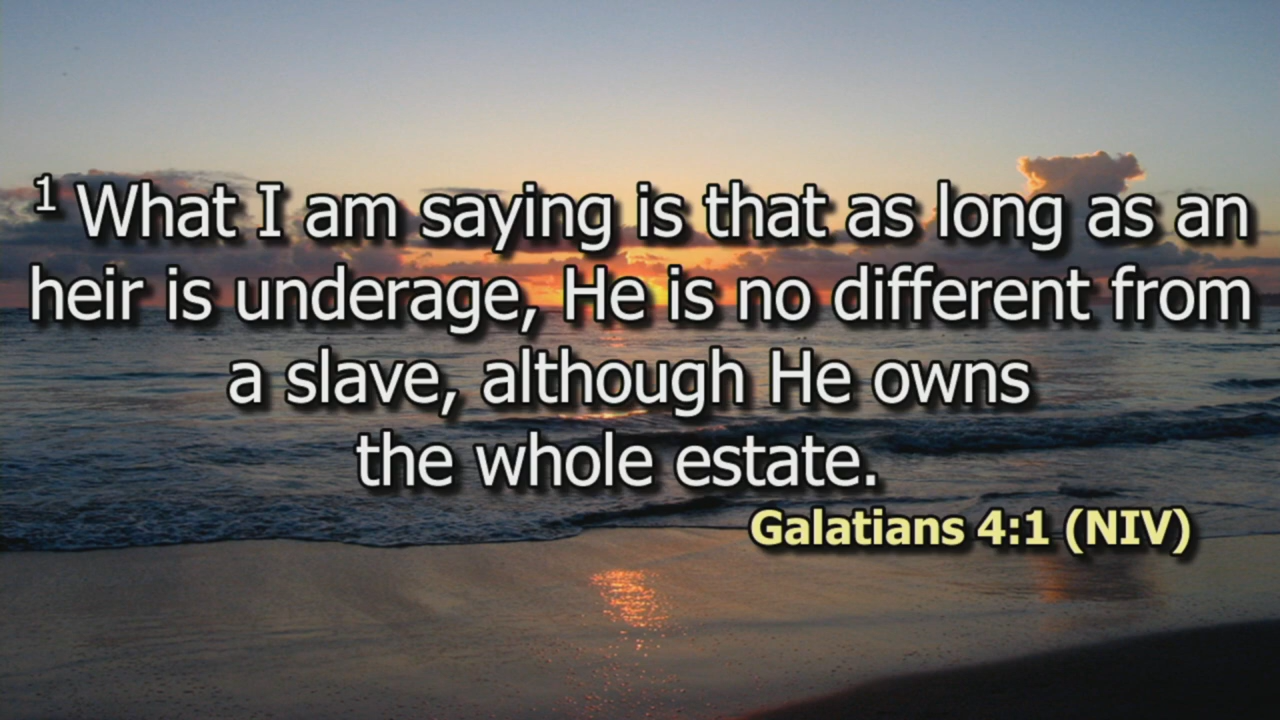 1 What I am saying is that as long as an
heir is underage, He is no different from
a slave, although He owns
the whole estate.
Galatians 4:1 (NIV)